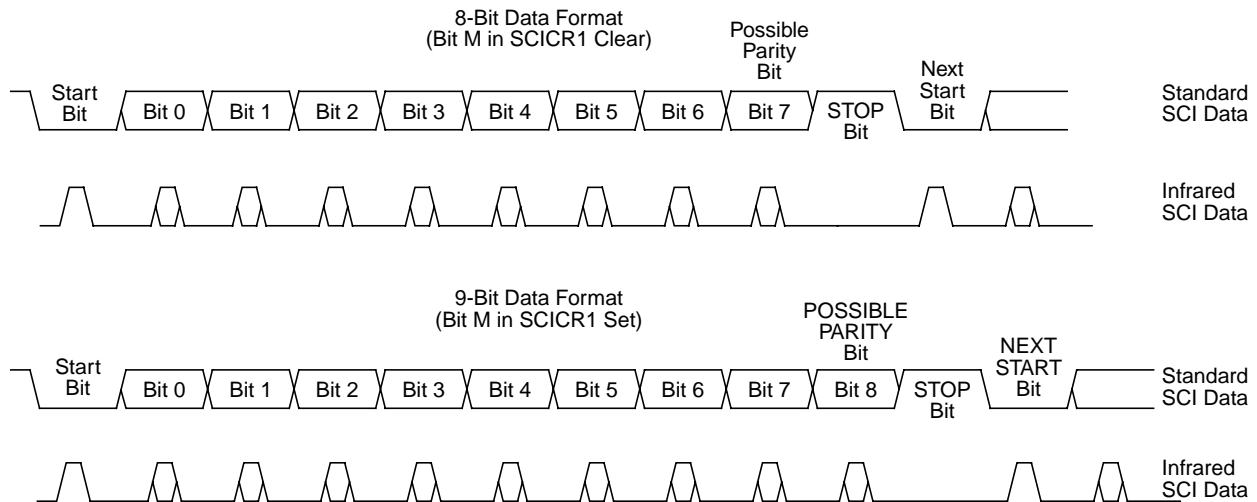 8-Bit Data Format
(Bit M in SCICR1 Clear)
Possible
Parity
Bit
Start
Bit
Bit 0
Bit 1
Bit 2
Bit 3
Bit 4
Bit 5
Bit 6
Bit 7
STOP
Bit
Next
Start
Bit
Standard
SCI Data
Infrared
SCI Data
9-Bit Data Format
(Bit M in SCICR1 Set)
POSSIBLE
PARITY
Bit
Start
Bit
Bit 0
Bit 1
Bit 2
Bit 3
Bit 4
Bit 5
Bit 6
Bit 7
Bit 8
STOP
Bit
NEXT
START
Bit
Standard
SCI Data
Infrared
SCI Data